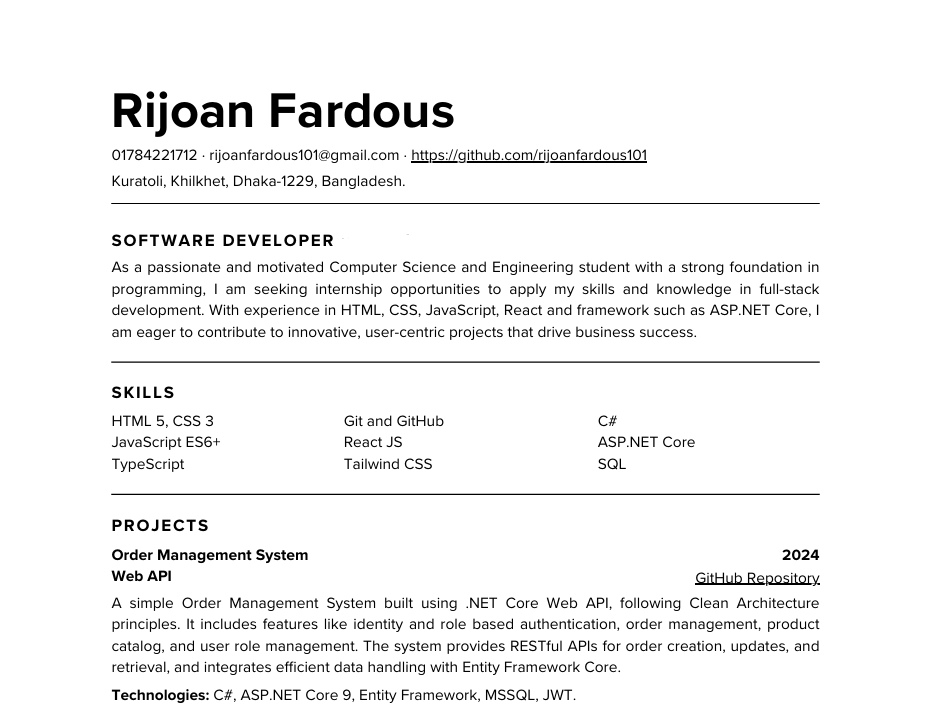 Rijoan Fardous
01784221712 · rijoanfardous101@gmail.com · https://github.com/rijoanfardous101
Kuratoli, Khilkhet, Dhaka-1229, Bangladesh.
SOFTWARE DEVELOPER
As a passionate and motivated Computer Science and Engineering student with a strong foundation in
programming, I am seeking internship opportunities to apply my skills and knowledge in full-stack
development. With experience in HTML, CSS, JavaScript, React and framework such as ASP.NET Core, I
am eager to contribute to innovative, user-centric projects that drive business success.
SKILLS
HTML 5, CSS 3 Git and GitHub C#
JavaScript ES6+ React JS ASP.NET Core
TypeScript Tailwind CSS SQL
PROJECTS
Order Management System 2024
Web API GitHub Repository
A simple Order Management System built using .NET Core Web API, following Clean Architecture
principles. It includes features like identity and role based authentication, order management, product
catalog, and user role management. The system provides RESTful APIs for order creation, updates, and
retrieval, and integrates efficient data handling with Entity Framework Core.
Technologies: C#, ASP.NET Core 9, Entity Framework, MSSQL, JWT.